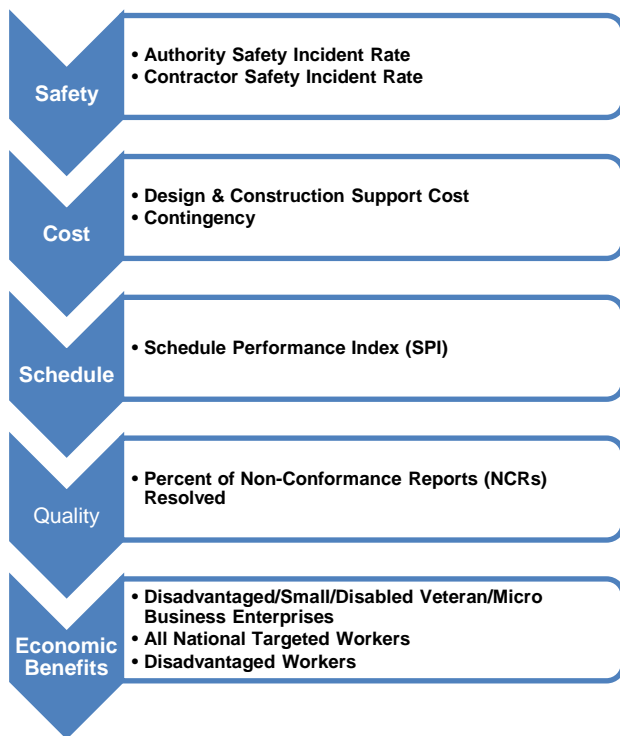 Safety
• Authority Safety Incident Rate
• Contractor Safety Incident Rate
Cost
• Design & Construction Support Cost
• Contingency
Schedule
• Schedule Performance Index (SPI)
Quality
• Percent of Non-Conformance Reports (NCRs)
Resolved
Economic
Benefits
• Disadvantaged/Small/Disabled Veteran/Micro
Business Enterprises
• All National Targeted Workers
• Disadvantaged Workers